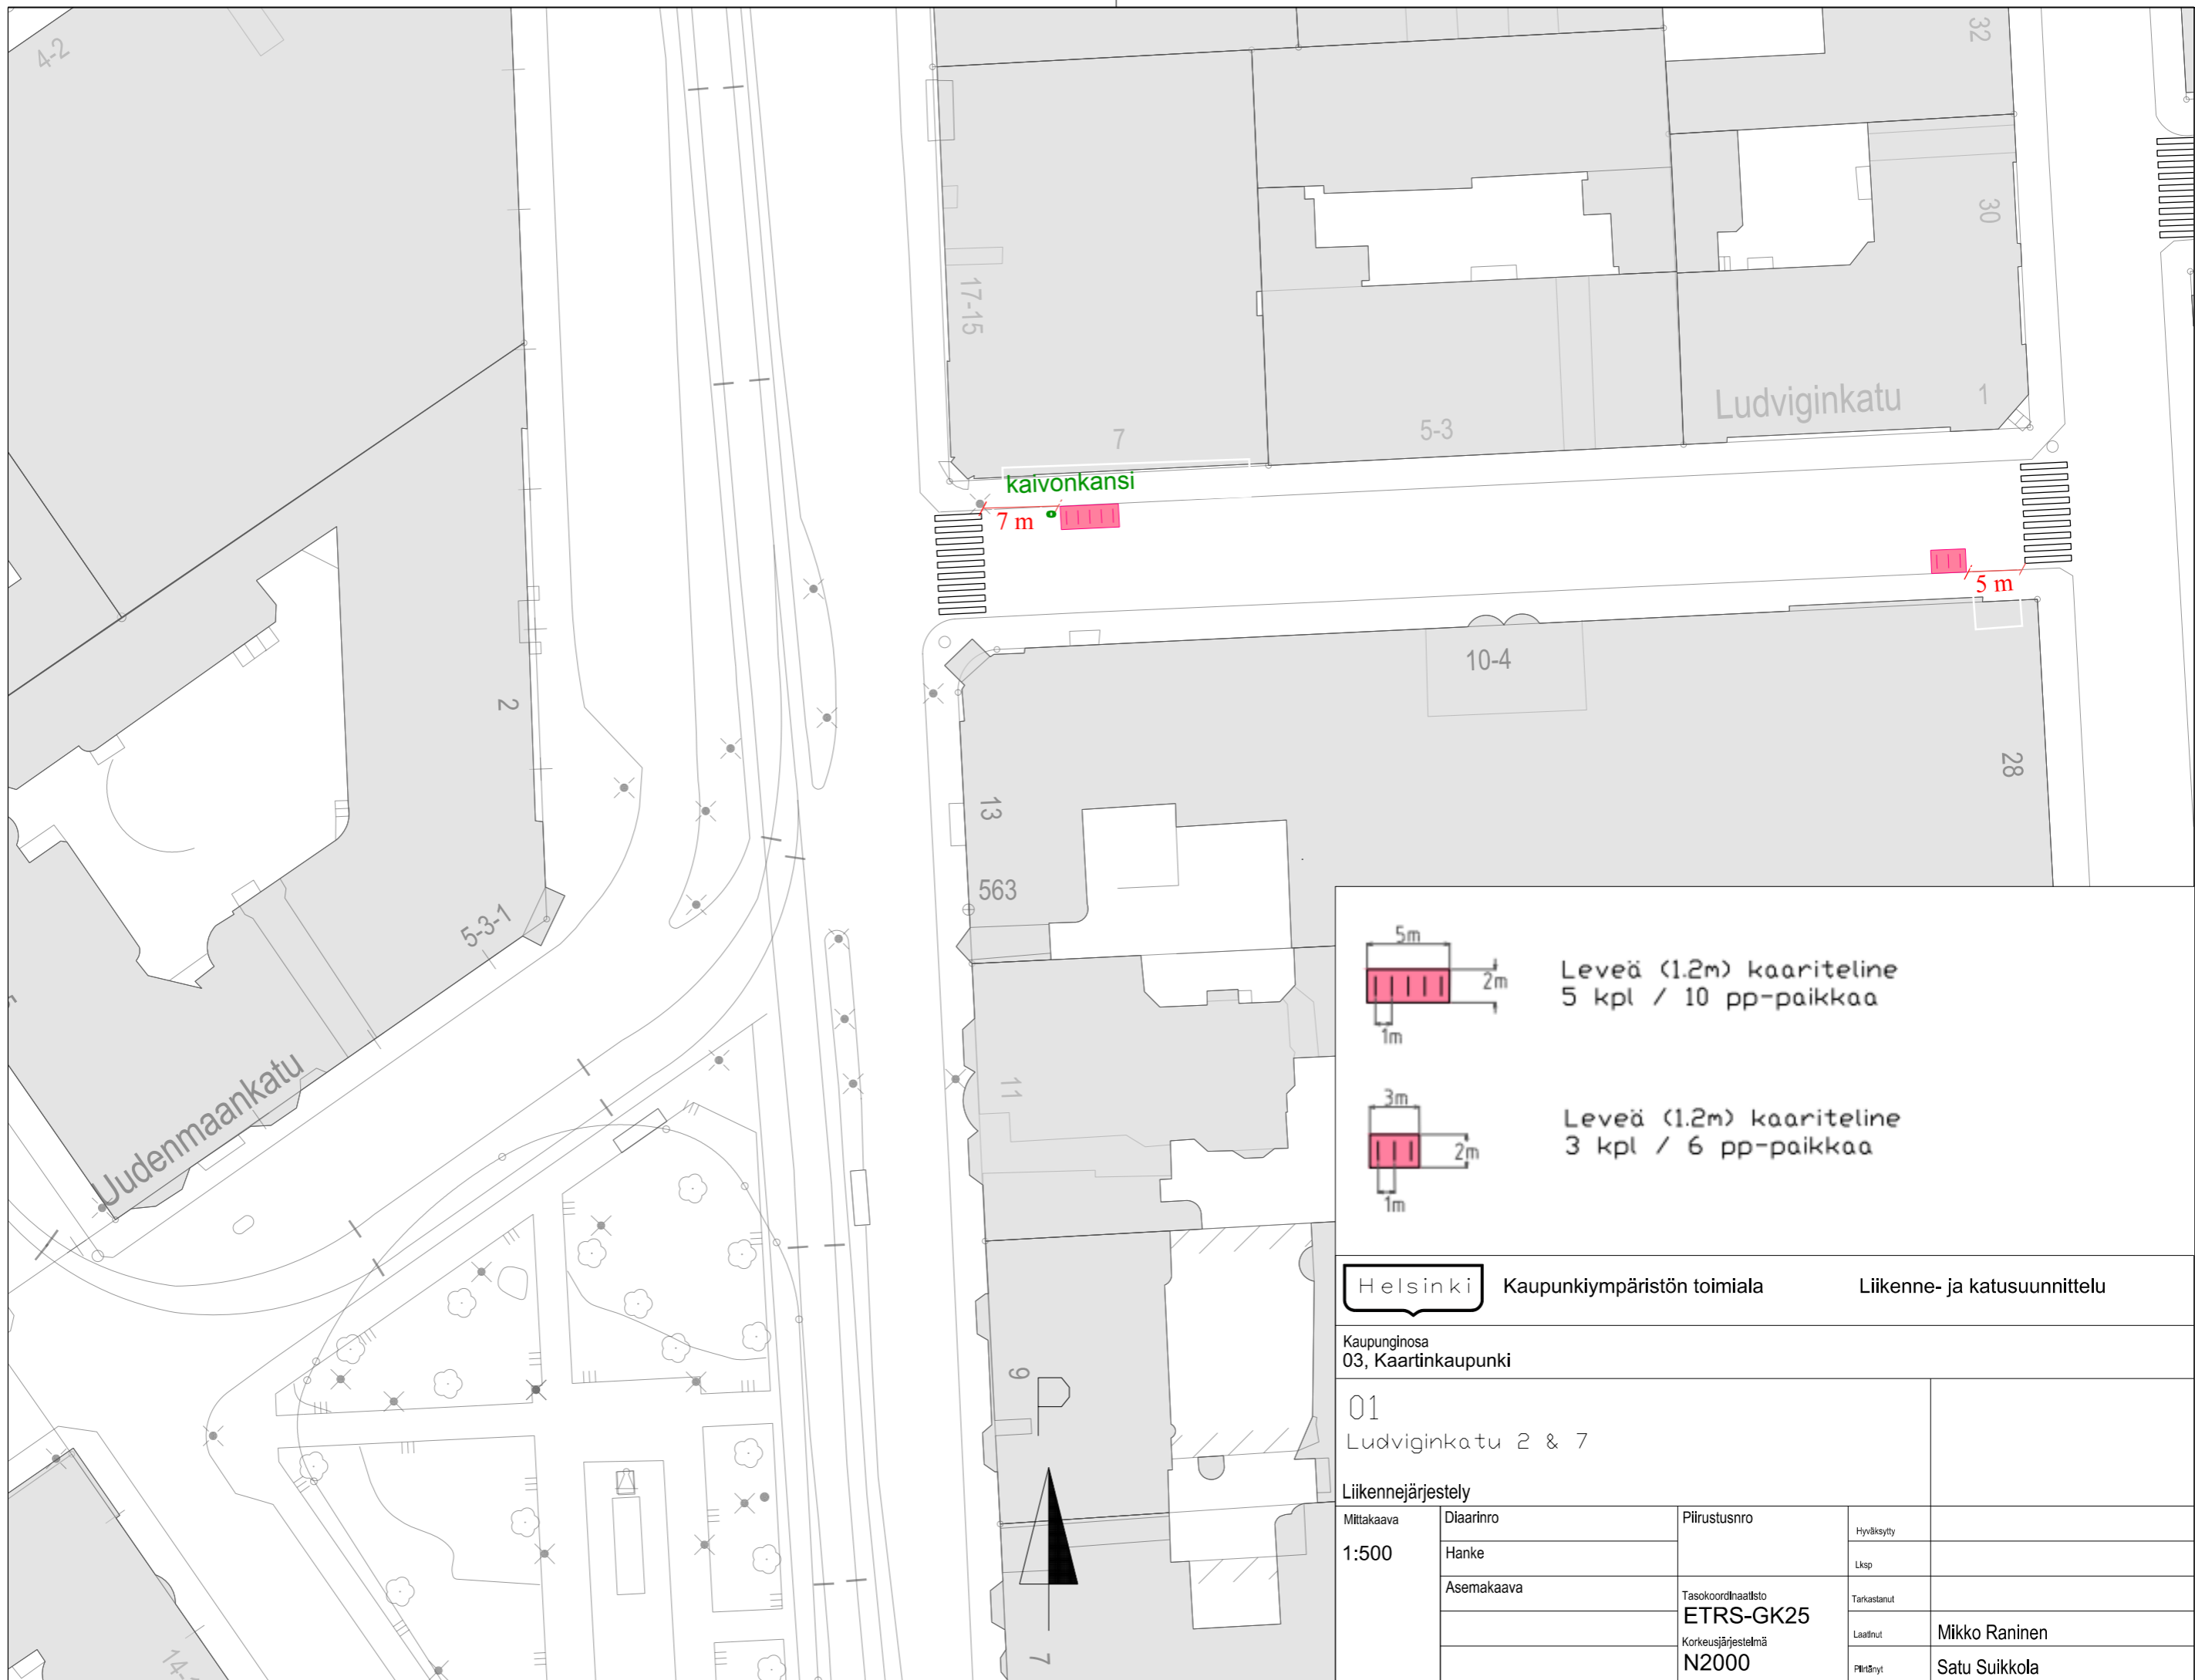 4-2
32
30
17-15
Ludviginkatu
1
7
5-3
kaivonkansi
7 m
5 m
10-4
2
28
13
563
5-3-1
Uudenmaankatu
11
9
7
P
5m
2m
1m
Leveä (1.2m) kaariteline
5 kpl / 10 pp-paikkaa
3m
2m
1m
Leveä (1.2m) kaariteline
3 kpl / 6 pp-paikkaa
Helsinki
Kaupunkiympäristön toimiala
Liikenne- ja katusuunnittelu
Kaupunginosa
03, Kaartinkaupunki
01
Ludviginkatu 2 & 7
Liikennejärjestely
Mittakaava
1:500
Diaarinro
Hanke
Asemakaava
Piirustusnro
Tasokoordinaatisto
ETRS-GK25
Korkeusjärjestelmä
N2000
Hyväksytty
Lksp
Tarkastanut
Laatinut
Mikko Raninen
Piirtänyt
Satu Suikkola